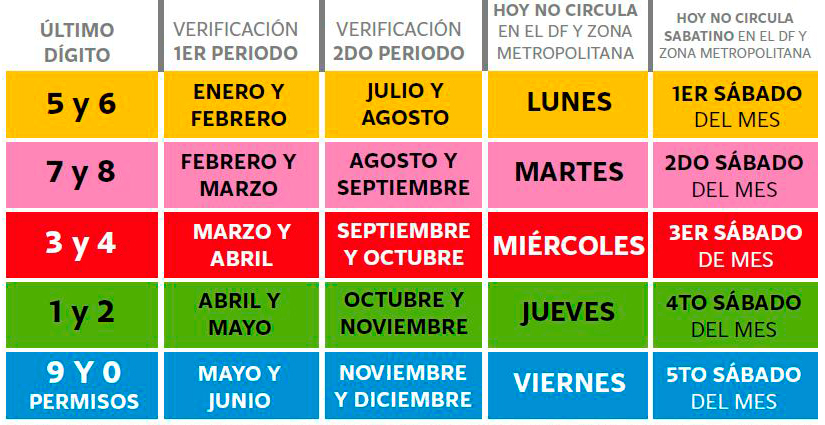 ÚLTIMO
DÍGITO
VERIFICACIÓN
1ER PERIODO
VERIFICACIÓN
2DO PERIODO
HOY NO CIRCULA
EN EL DF Y ZONA
METROPOLITANA
HOY NO CIRCULA
SABATINO EN EL DF Y
ZONA METROPOLITANA
5 y 6
ENERO Y
FEBRERO
JULIO Y
AGOSTO
LUNES
1ER SÁBADO
DEL MES
7 y 8
FEBRERO Y
MARZO
AGOSTO Y
SEPTIEMBRE
MARTES
2DO SÁBADO
DEL MES
3 y 4
MARZO Y
ABRIL
SEPTIEMBRE
Y OCTUBRE
MIÉRCOLES
3ER SÁBADO
DE MES
1 y 2
ABRIL Y
MAYO
OCTUBRE Y
NOVIEMBRE
JUEVES
4TO SÁBADO
DEL MES
9 Y 0
PERMISOS
MAYO Y
JUNIO
NOVIEMBRE
Y DICIEMBRE
VIERNES
5TO SÁBADO
DEL MES